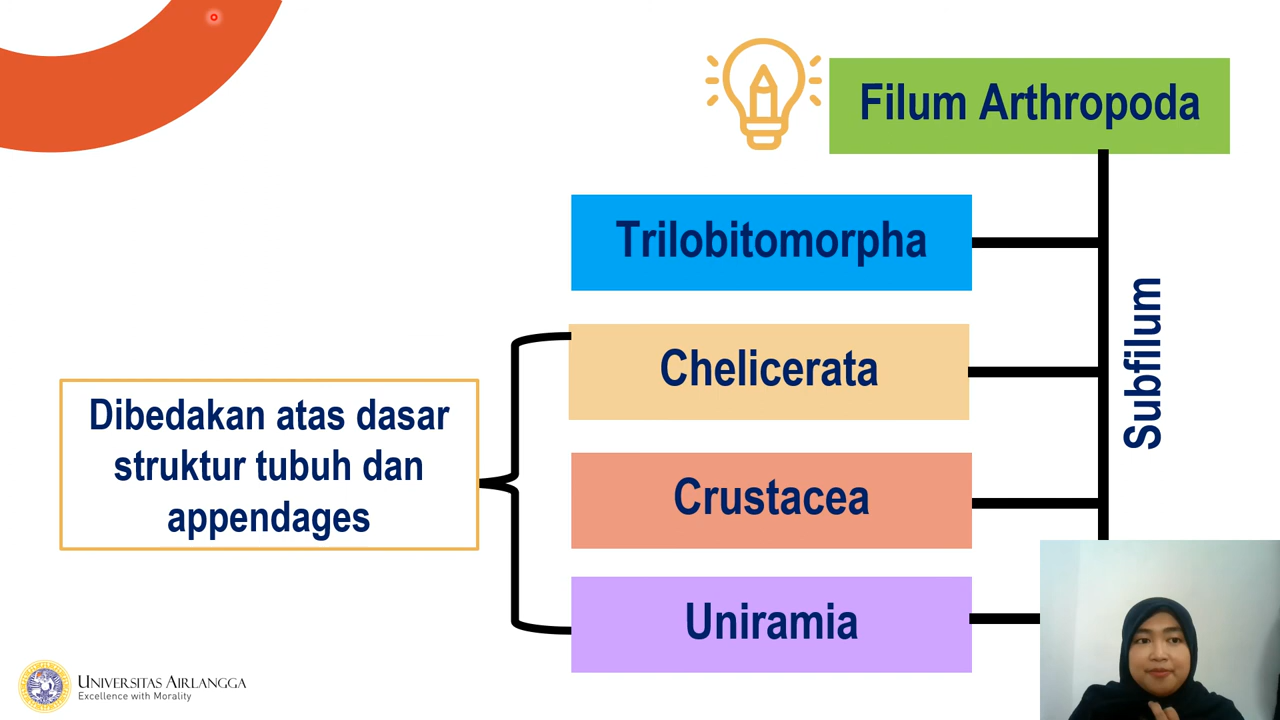 Filum Arthropoda
Trilobitomorpha
Chelicerata
Crustacea
Uniramia
Subfilum
Dibedakan atas dasar
struktur tubuh dan
appendages
UNIVERSITAS AIRLANGGA
Excellence with Morality